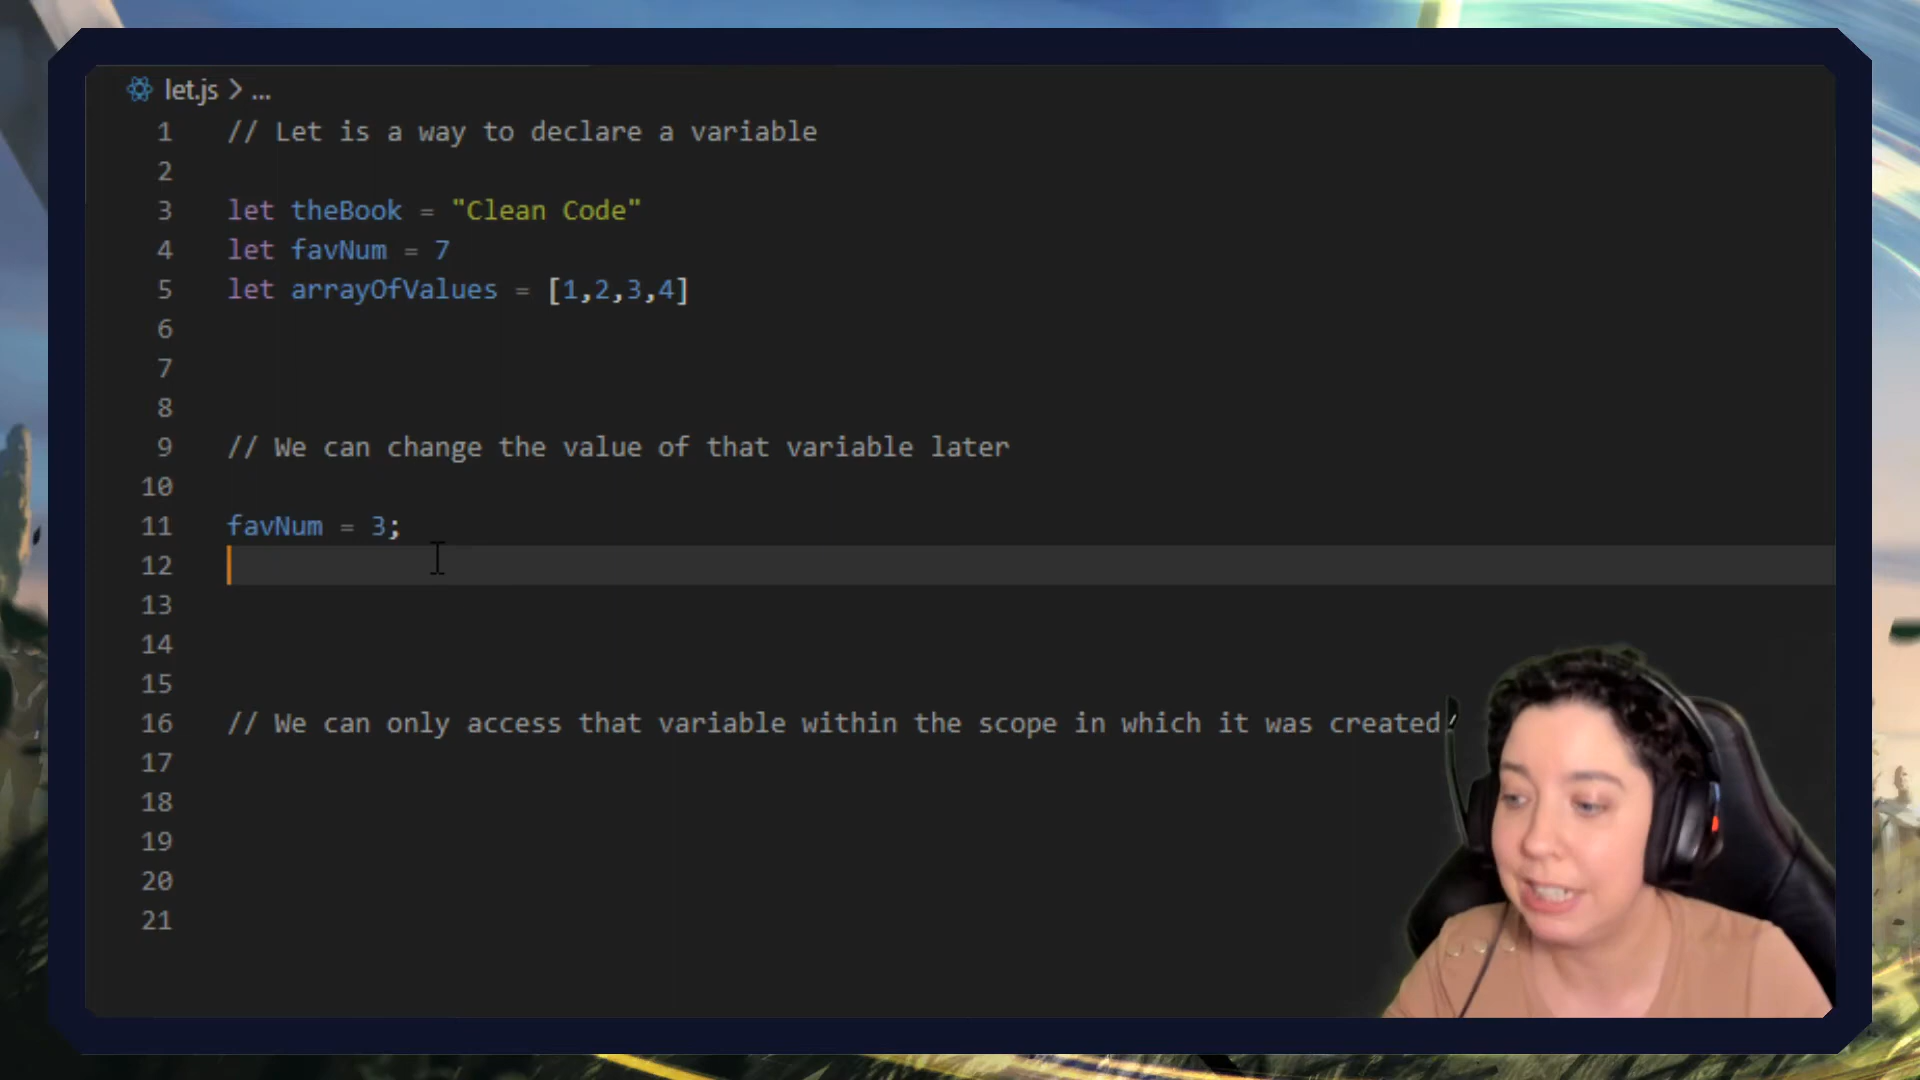 let.js > ...
1 // Let is a way to declare a variable
2
3 let theBook = "Clean Code"
4 let favNum = 7
5 let arrayOfValues = [1,2,3,4]
6
7
8
9 // We can change the value of that variable later
10
11 favNum = 3;
12
13
14
15
16 // We can only access that variable within the scope in which it was created
17
18
19
20
21